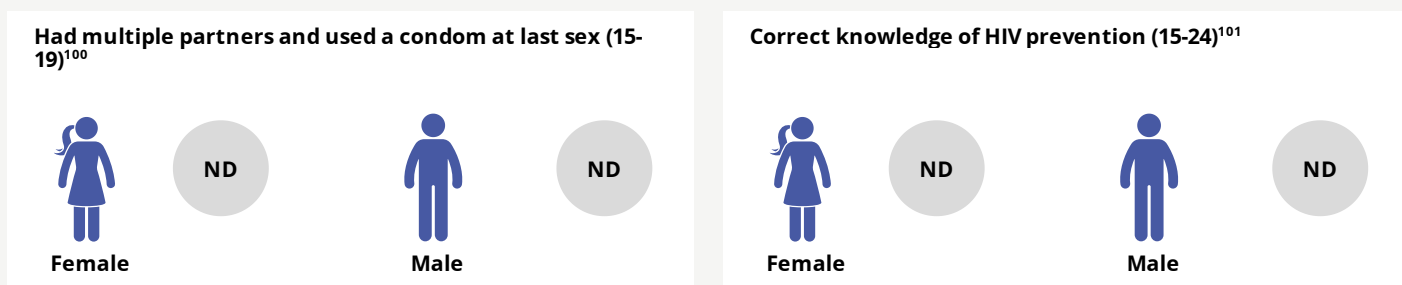 Had multiple partners and used a condom at last sex (15-
19)¹⁰⁰
ND
ND
Female
Male
Correct knowledge of HIV prevention (15-24)¹⁰¹
ND
ND
Female
Male